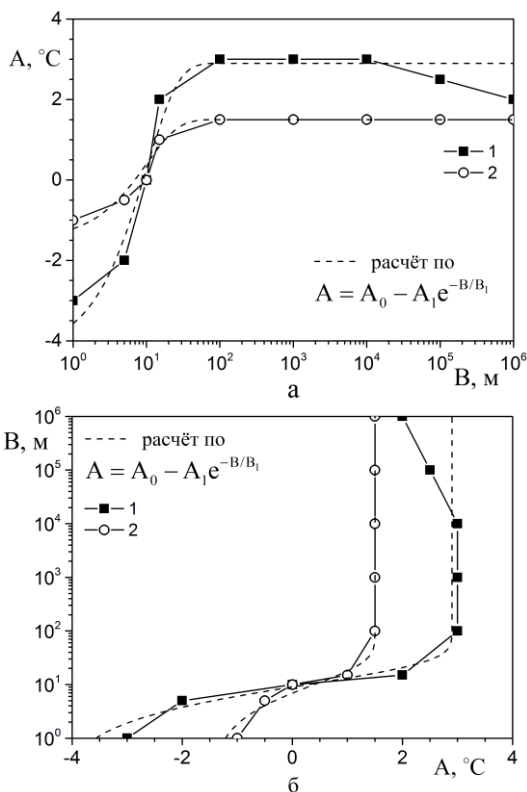 A, °C
2
0
-2
-4
1
2
расчёт по
A = A₀ − A₁e^(−B/B₁)
10⁰ 10¹ 10² 10³ 10⁴ 10⁵ 10⁶
B, м
а
B, м
10⁶
10⁵
10⁴
10³
10²
10¹
10⁰
расчёт по
A = A₀ − A₁e^(−B/B₁)
1
2
-4 -2 0 2 4
A, °C
б